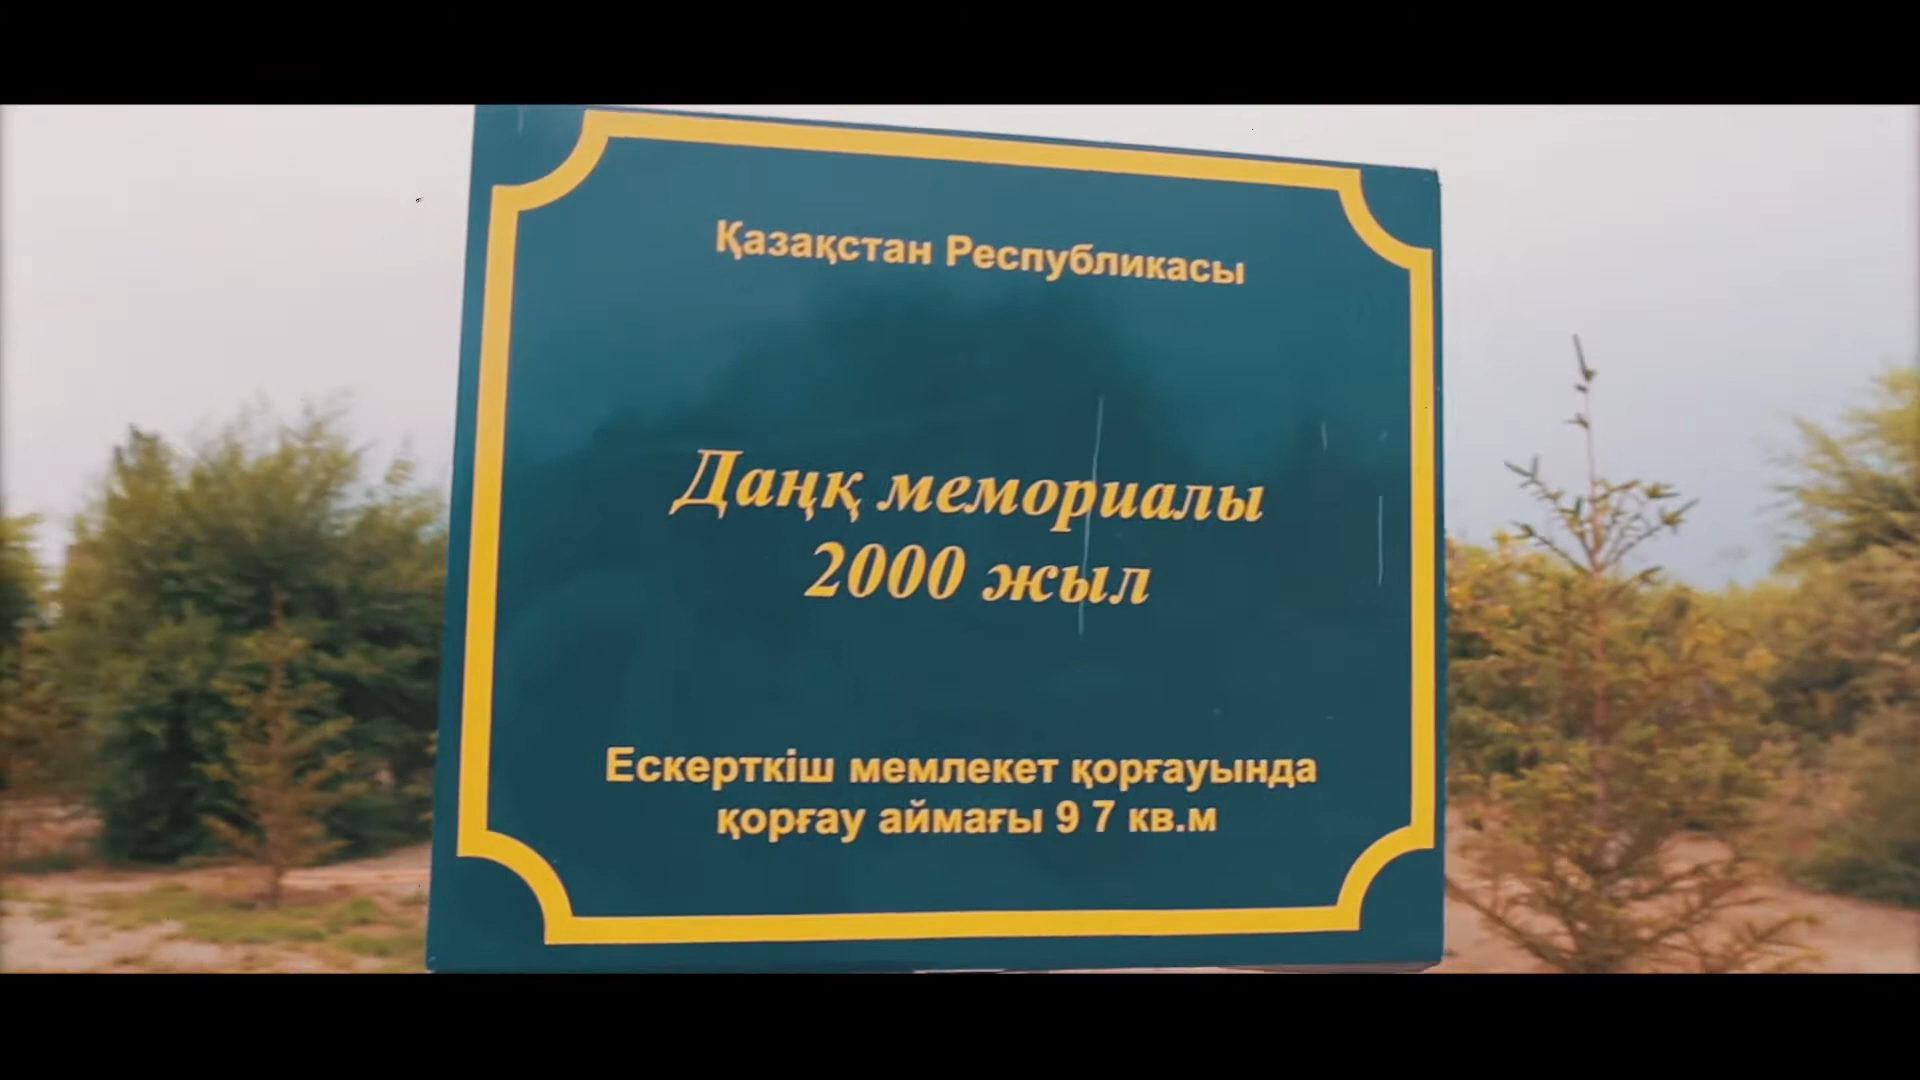 Қазақстан Республикасы
Даңқ мемориалы
2000 жыл
Ескерткіш мемлекет қорғауында
қорғау аймағы 9 7 кв.м